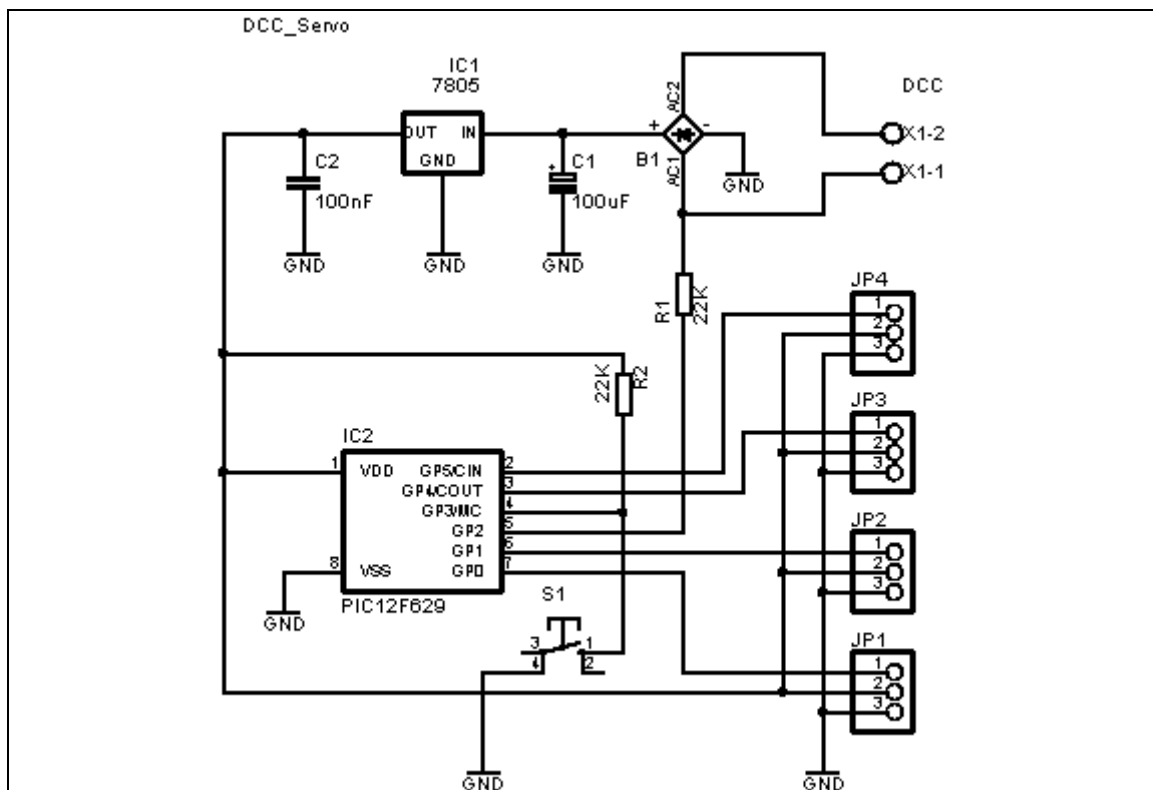 DCC_Servo
IC1
7805
OUT IN
GND
C2
100nF
GND
GND
+
C1
100uF
GND
AC2
+ -
B1
AC1
GND
DCC
X1-2
X1-1
R1
22K
22K
R2
JP4
1
2
3
JP3
1
2
3
IC2
1 VDD GP5/CIN 2
GP4/COUT 3
GP3/MC 4
GP2 5
GP1 6
8 VSS GP0 7
PIC12F629
GND
JP2
1
2
3
S1
3 1
4 2
JP1
1
2
3
GND
GND